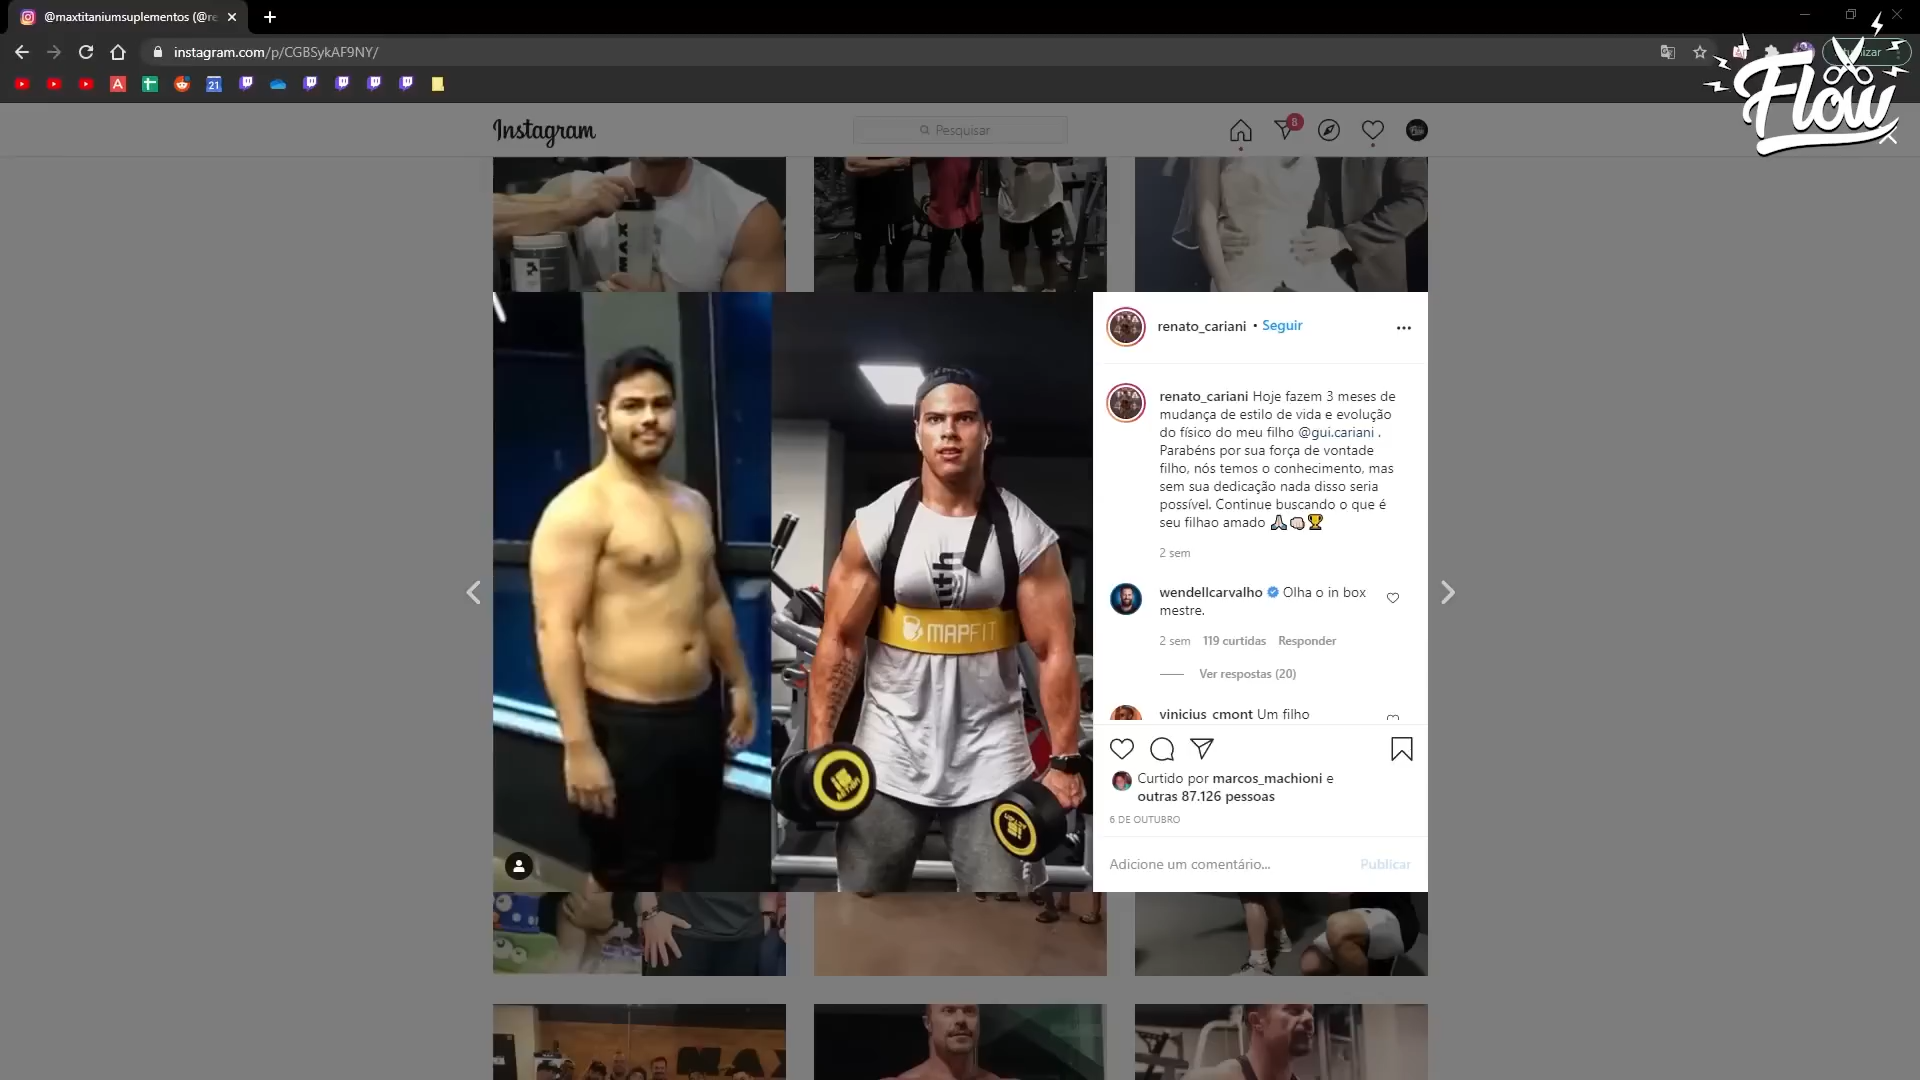 @maxtitaniumsuplementos (@re
instagram.com/p/CGBSykAF9NY/
21
Flow
Instagram
Pesquisar
8
MAX
renato_cariani • Seguir
renato_cariani Hoje fazem 3 meses de
mudança de estilo de vida e evolução
do físico do meu filho @gui.cariani .
Parabéns por sua força de vontade
filho, nós temos o conhecimento, mas
sem sua dedicação nada disso seria
possível. Continue buscando o que é
seu filhao amado 🙏🏻👊🏻🏆
2 sem
wendellcarvalho Olha o in box
mestre.
2 sem 119 curtidas Responder
Ver respostas (20)
vinicius_cmont Um filho
MAPFIT
Curtido por marcos_machioni e
outras 87.126 pessoas
6 DE OUTUBRO
Adicione um comentário... Publicar